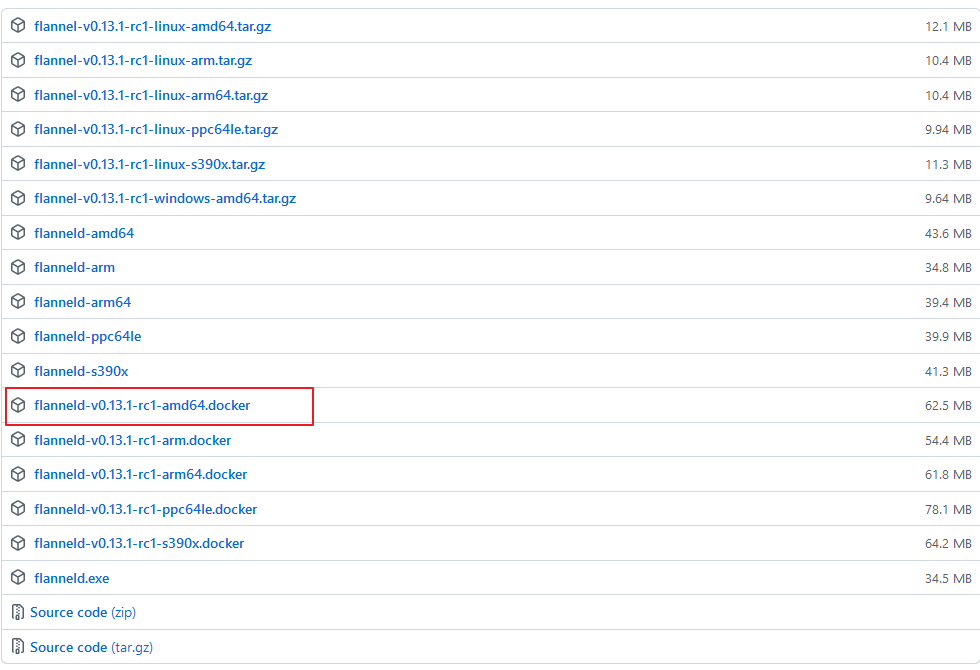 flannel-v0.13.1-rc1-linux-amd64.tar.gz 12.1 MB
flannel-v0.13.1-rc1-linux-arm.tar.gz 10.4 MB
flannel-v0.13.1-rc1-linux-arm64.tar.gz 10.4 MB
flannel-v0.13.1-rc1-linux-ppc64le.tar.gz 9.94 MB
flannel-v0.13.1-rc1-linux-s390x.tar.gz 11.3 MB
flannel-v0.13.1-rc1-windows-amd64.tar.gz 9.64 MB
flanneld-amd64 43.6 MB
flanneld-arm 34.8 MB
flanneld-arm64 39.4 MB
flanneld-ppc64le 39.9 MB
flanneld-s390x 41.3 MB
flanneld-v0.13.1-rc1-amd64.docker 62.5 MB
flanneld-v0.13.1-rc1-arm.docker 54.4 MB
flanneld-v0.13.1-rc1-arm64.docker 61.8 MB
flanneld-v0.13.1-rc1-ppc64le.docker 78.1 MB
flanneld-v0.13.1-rc1-s390x.docker 64.2 MB
flanneld.exe 34.5 MB
Source code (zip)
Source code (tar.gz)